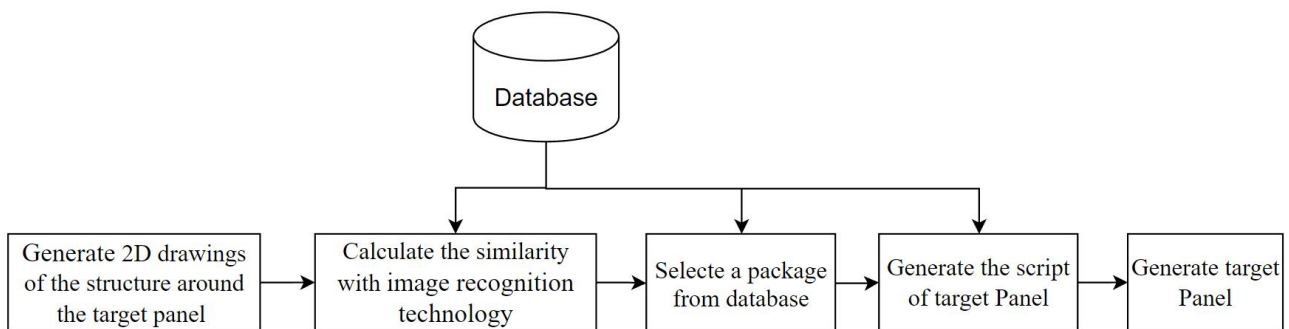 Database
Generate 2D drawings
of the structure around
the target panel
Calculate the similarity
with image recognition
technology
Selecte a package
from database
Generate the script
of target Panel
Generate target
Panel